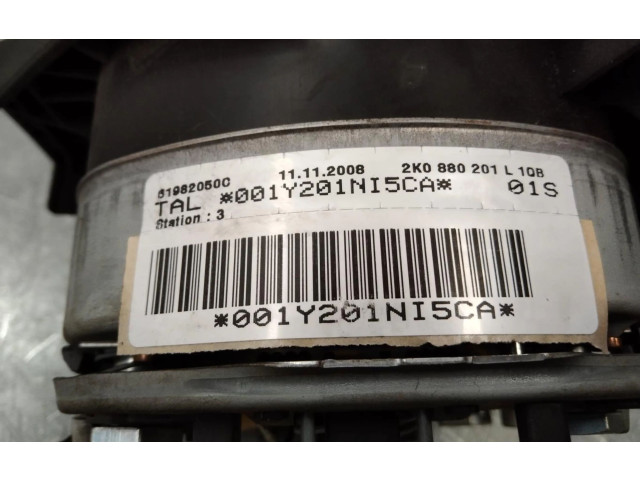 61982050C 11.11.2008 2K0 880 201 L 1QB
TAL *001Y201NI5CA* 01S
Station : 3
*001Y201NI5CA*